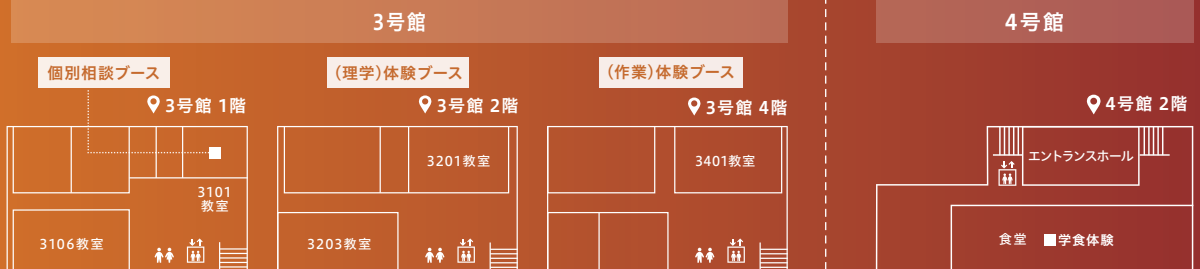 3号館
4号館
個別相談ブース
(理学)体験ブース
(作業)体験ブース
3号館 1階
3号館 2階
3号館 4階
4号館 2階
3101
教室
3106教室
3201教室
3203教室
3401教室
エントランスホール
食堂
学食体験